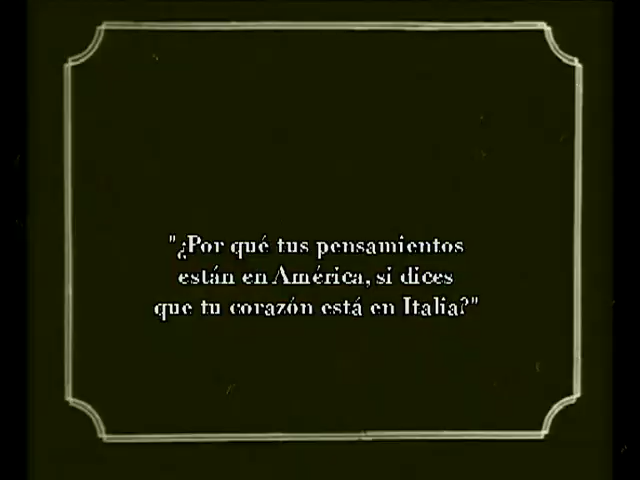 "¿Por qué tus pensamientos
están en América, si dices
que tu corazón está en Italia?"